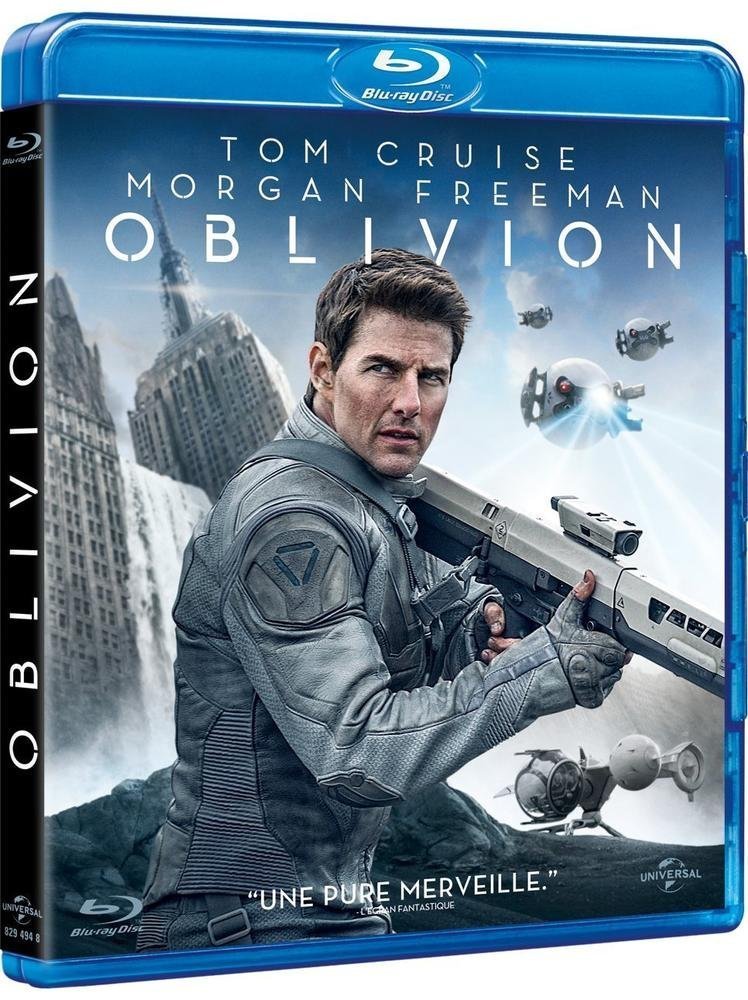 Blu-ray Disc™
TOM CRUISE
MORGAN FREEMAN
OBLIVION
"UNE PURE MERVEILLE."
- L'ÉCRAN FANTASTIQUE
UNIVERSAL
Blu-ray Disc
Blu-ray Disc
OBLIVION
UNIVERSAL
829 494 8